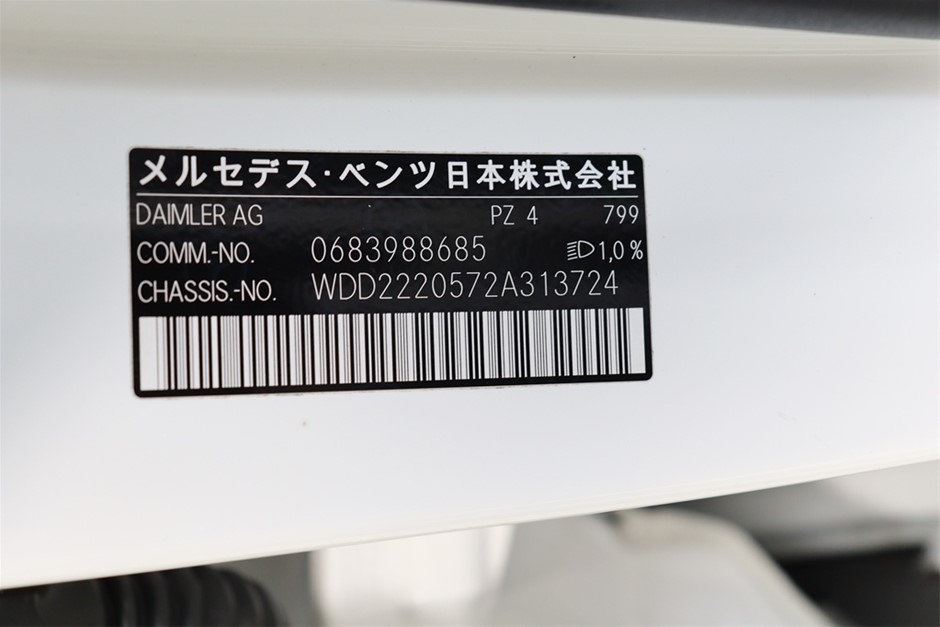 メルセデス・ベンツ日本株式会社
DAIMLER AG PZ 4 799
COMM.-NO. 0683988685 1,0 %
CHASSIS.-NO. WDD2220572A313724